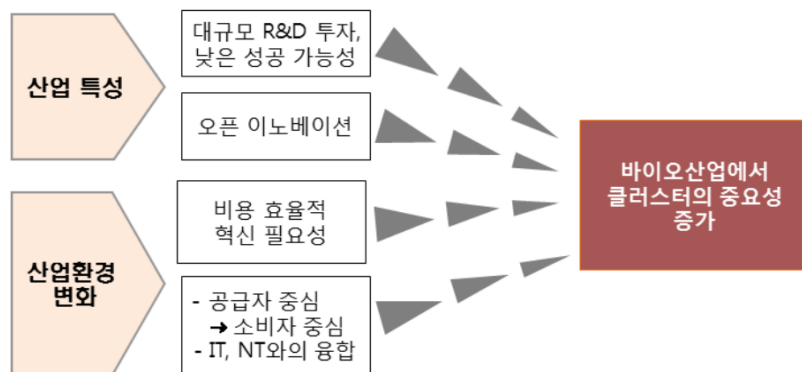 산업 특성
대규모 R&D 투자,
낮은 성공 가능성
오픈 이노베이션
산업환경
변화
비용 효율적
혁신 필요성
- 공급자 중심
➔ 소비자 중심
- IT, NT와의 융합
바이오산업에서
클러스터의 중요성
증가